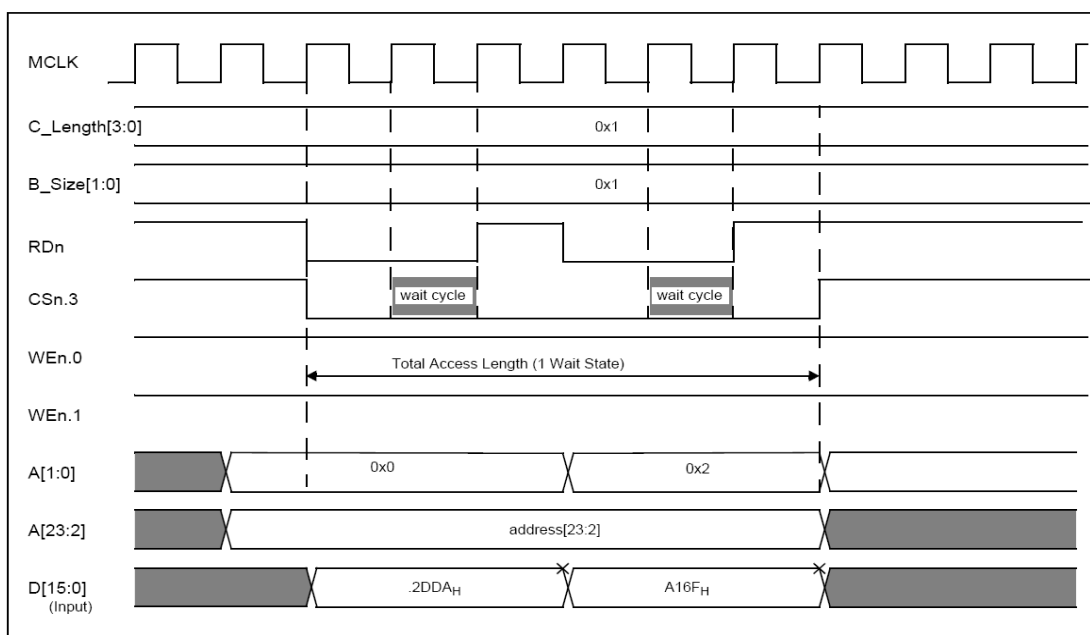 MCLK
C_Length[3:0]
0x1
B_Size[1:0]
0x1
RDn
CSn.3
wait cycle
wait cycle
WEn.0
Total Access Length (1 Wait State)
WEn.1
A[1:0]
0x0
0x2
A[23:2]
address[23:2]
D[15:0]
(Input)
.2DDAH
A16FH